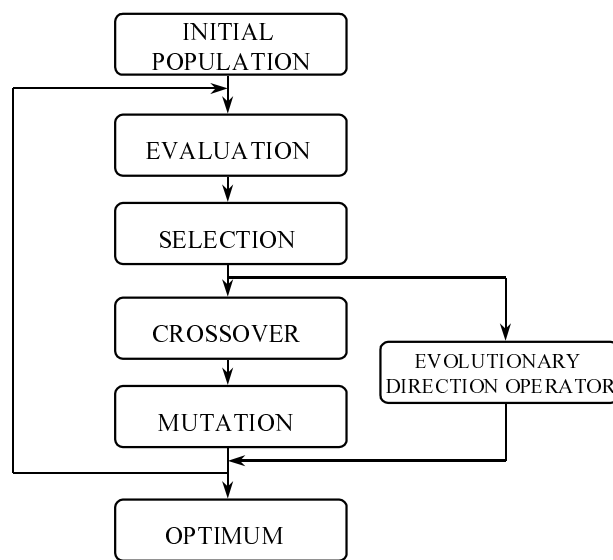 INITIAL
POPULATION
EVALUATION
SELECTION
CROSSOVER
EVOLUTIONARY
DIRECTION OPERATOR
MUTATION
OPTIMUM